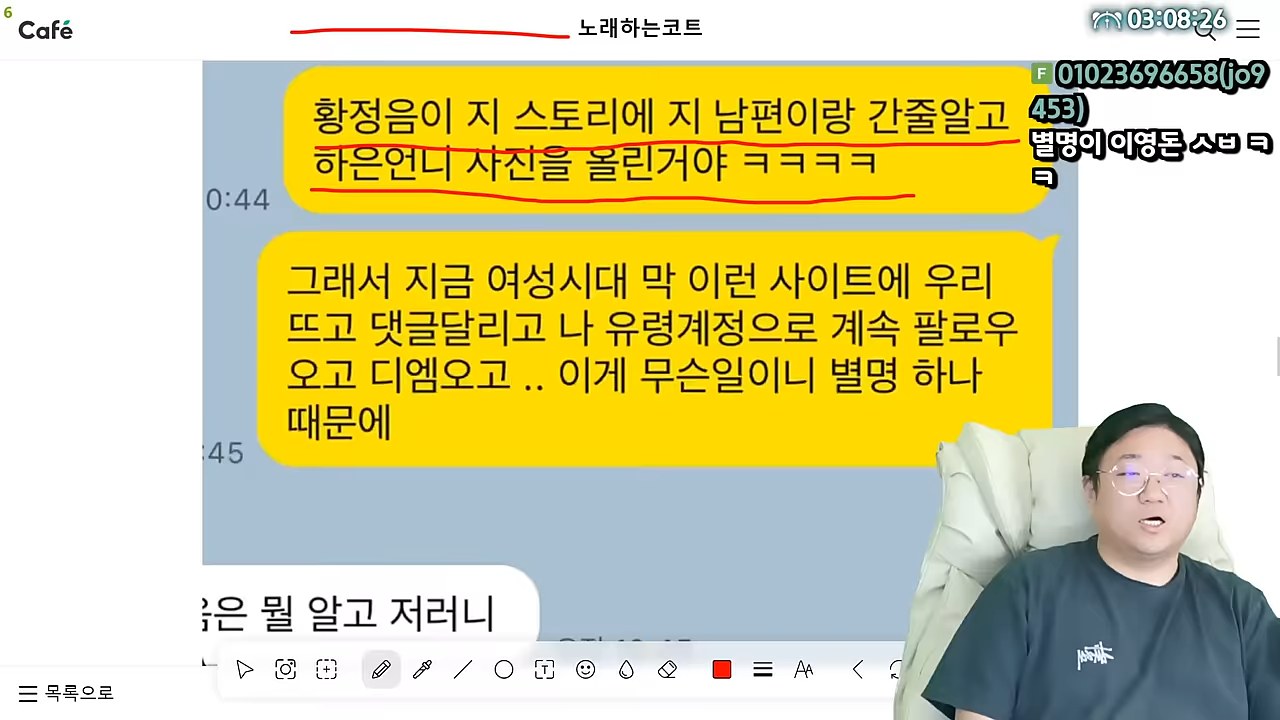 6
Café
노래하는코트
03:08:26
F 01023696658(jo9
453)
별명이 이영돈 ㅅㅂ ㅋ
ㅋ
황정음이 지 스토리에 지 남편이랑 간줄알고
하은언니 사진을 올린거야 ㅋㅋㅋㅋ
0:44
그래서 지금 여성시대 막 이런 사이트에 우리
뜨고 댓글달리고 나 유령계정으로 계속 팔로우
오고 디엠오고 .. 이게 무슨일이니 별명 하나
때문에
:45
음은 뭘 알고 저러니
T
AA
목록으로